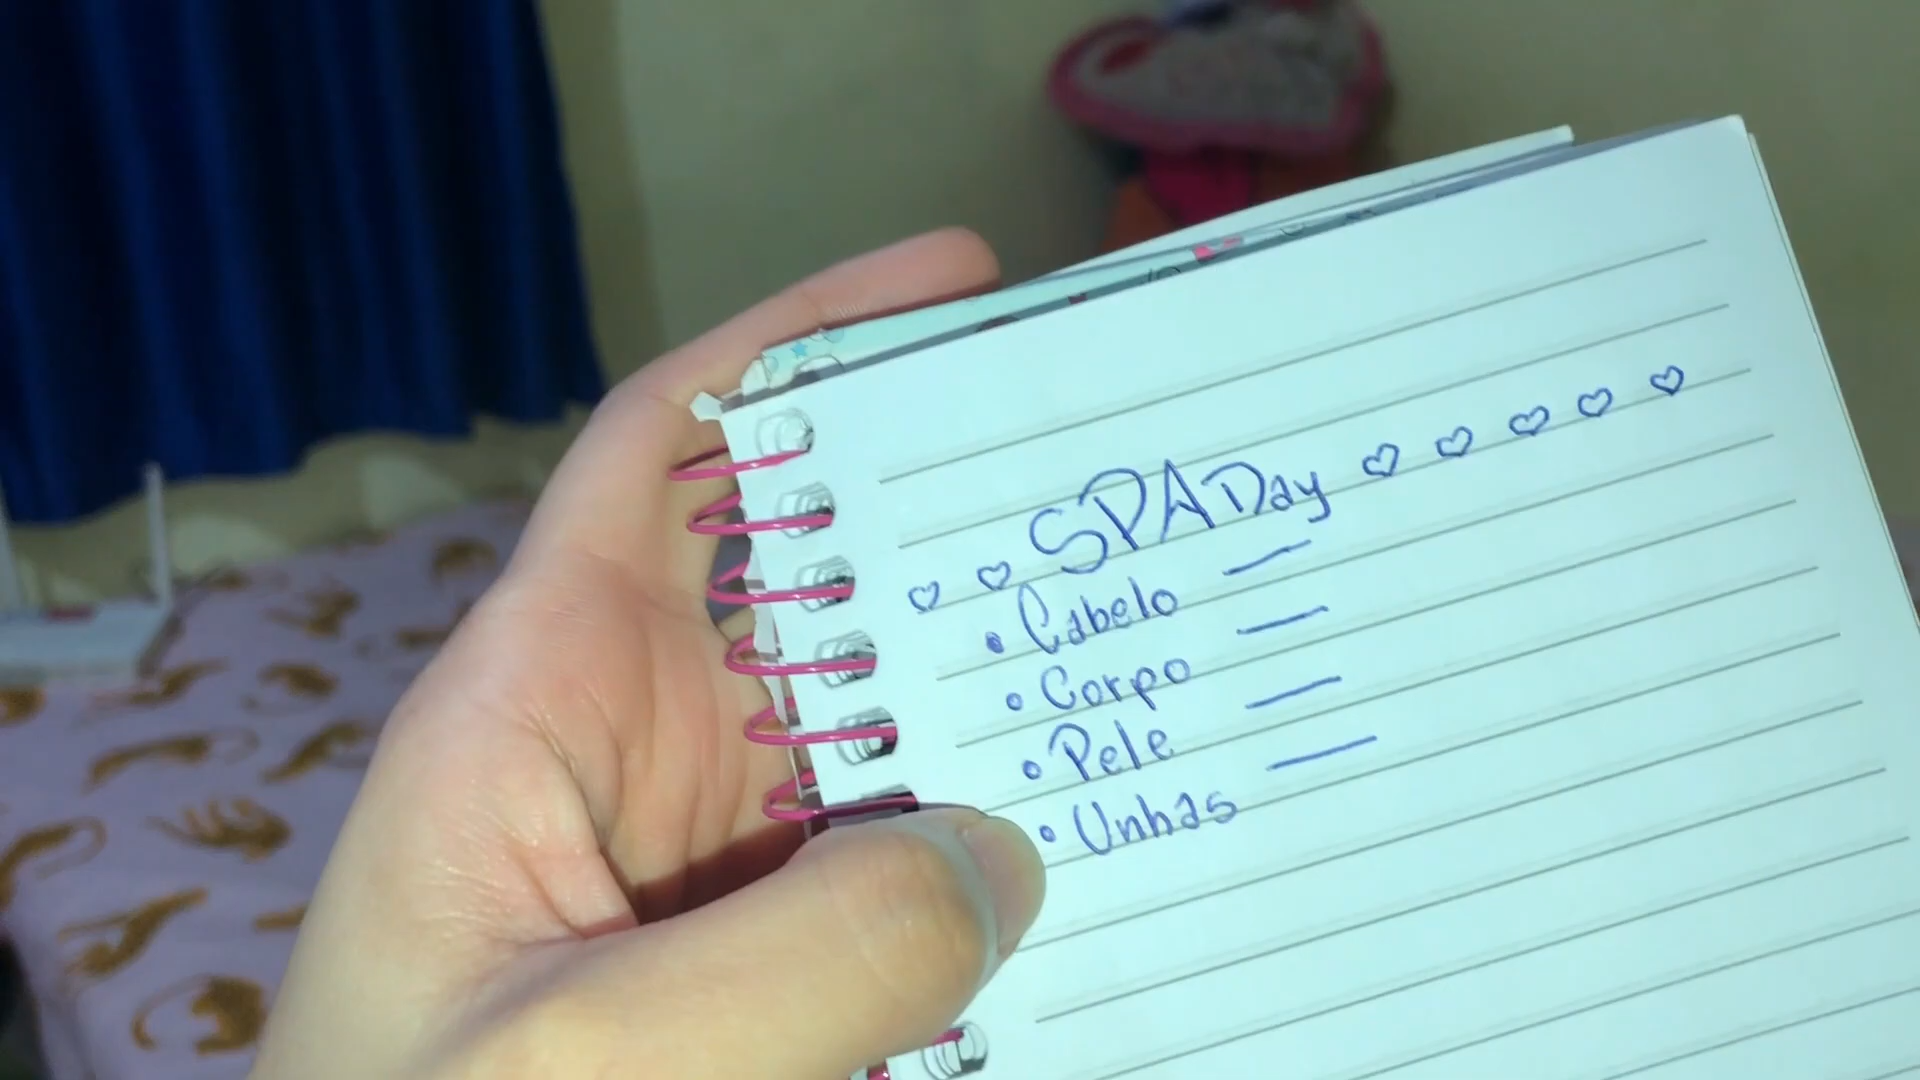 ♡ ♡ SPA Day ♡ ♡ ♡ ♡ ♡
• Cabelo —
• Corpo —
• Pele —
• Unhas —